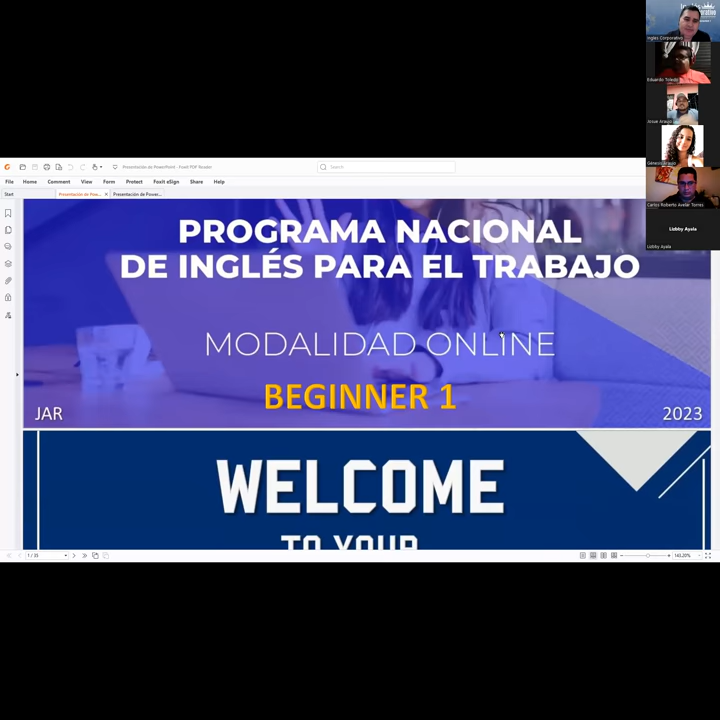 Presentación de PowerPoint - Foxit PDF Reader
Search
File Home Comment View Form Protect Foxit eSign Share Help
Start
Presentación de Pow...
Presentación de Power...
PROGRAMA NACIONAL
DE INGLÉS PARA EL TRABAJO
MODALIDAD ONLINE
BEGINNER 1
JAR
2023
WELCOME
TO YOUR
1 / 35
143.20%
Ingles Corporativo
Eduardo Toledo
Josue Araujo
Génesis Araujo
Carlos Roberto Avelar Torres
Lizbby Ayala
Lizbby Ayala